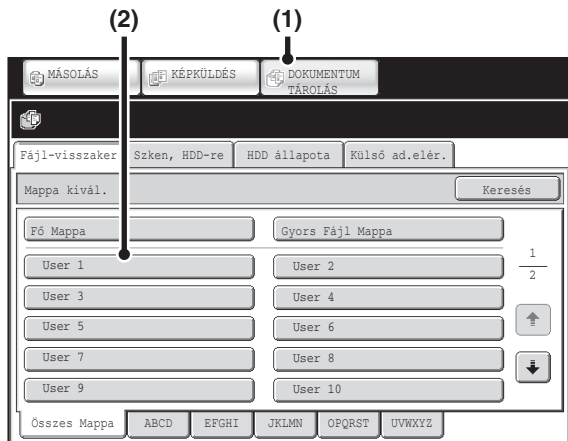 (2) (1)
MÁSOLÁS KÉPKÜLDÉS DOKUMENTUM
TÁROLÁS
Fájl-visszaker Szken, HDD-re HDD állapota Külső ad.elér.
Mappa kivál. Keresés
Fő Mappa Gyors Fájl Mappa
User 1 User 2 1
2
User 3 User 4
User 5 User 6
User 7 User 8
User 9 User 10
Összes Mappa ABCD EFGHI JKLMN OPQRST UVWXYZ